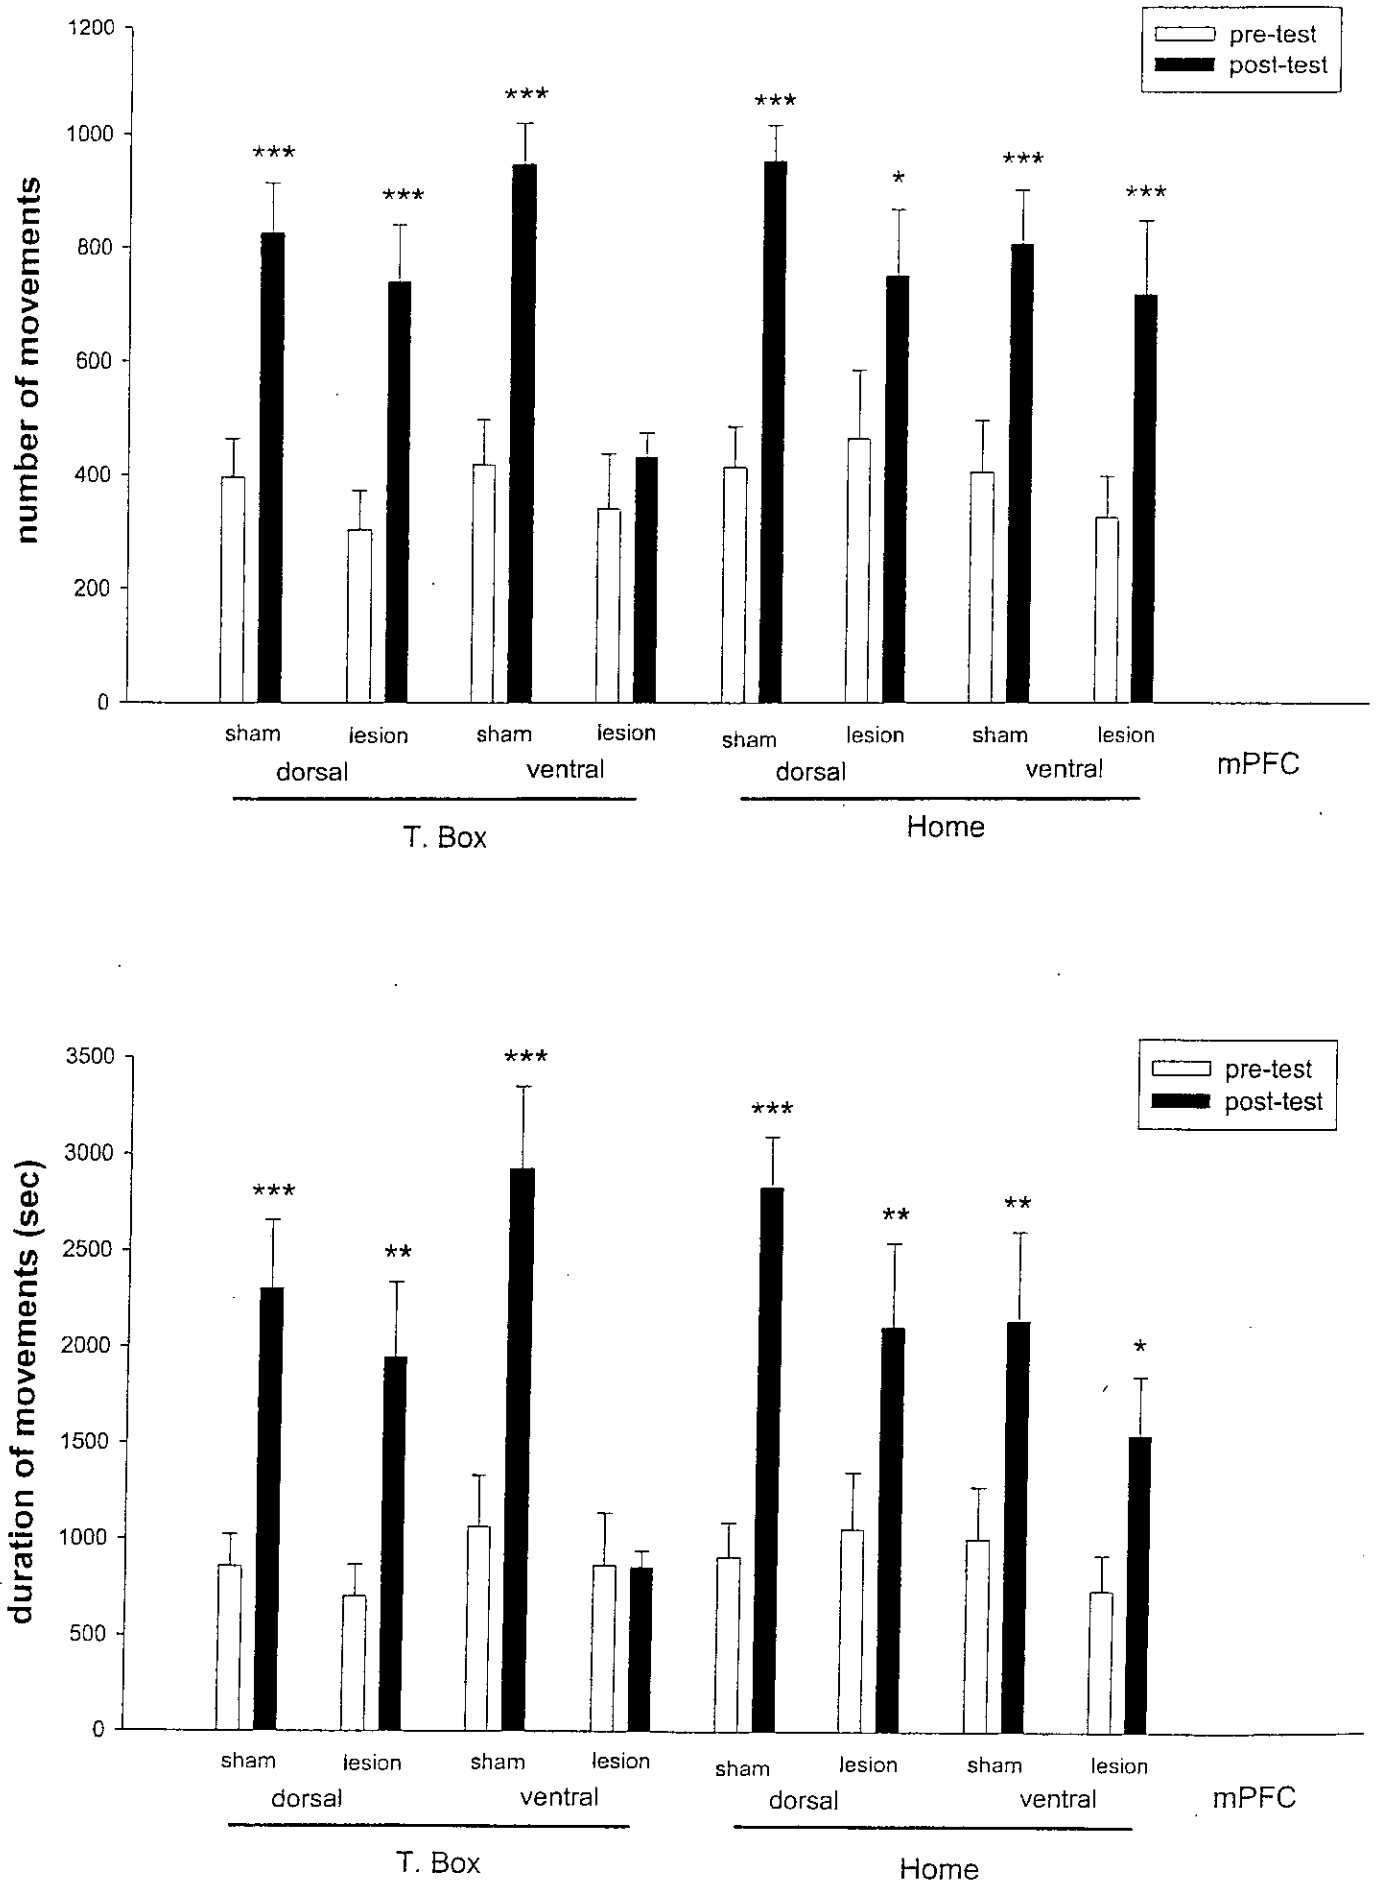 1200
pre-test
post-test
***
***
***
***
***
*
***
***
1000
800
600
400
200
0
number of movements
sham lesion sham lesion sham lesion sham lesion
dorsal ventral dorsal ventral mPFC
T. Box Home
3500
pre-test
post-test
***
***
***
**
**
**
*
3000
2500
2000
1500
1000
500
0
duration of movements (sec)
sham lesion sham lesion sham lesion sham lesion
dorsal ventral dorsal ventral mPFC
T. Box Home